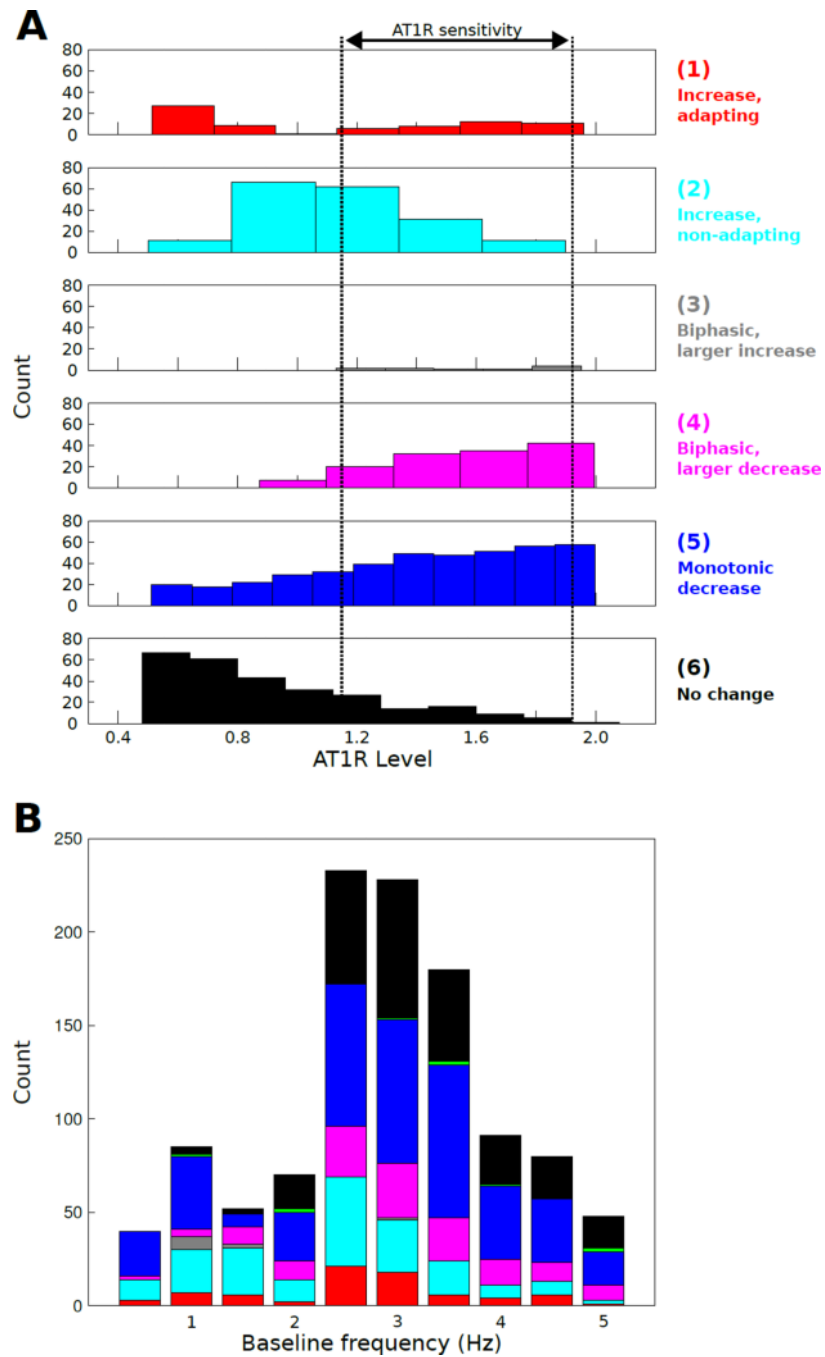 A
AT1R sensitivity
80
60
40
20
0
(1)
Increase,
adapting
80
60
40
20
0
(2)
Increase,
non-adapting
80
60
40
20
0
(3)
Biphasic,
larger increase
Count
80
60
40
20
0
(4)
Biphasic,
larger decrease
80
60
40
20
0
(5)
Monotonic
decrease
80
60
40
20
0
(6)
No change
0.4 0.8 1.2 1.6 2.0
AT1R Level
B
250
200
150
100
50
0
Count
1 2 3 4 5
Baseline frequency (Hz)